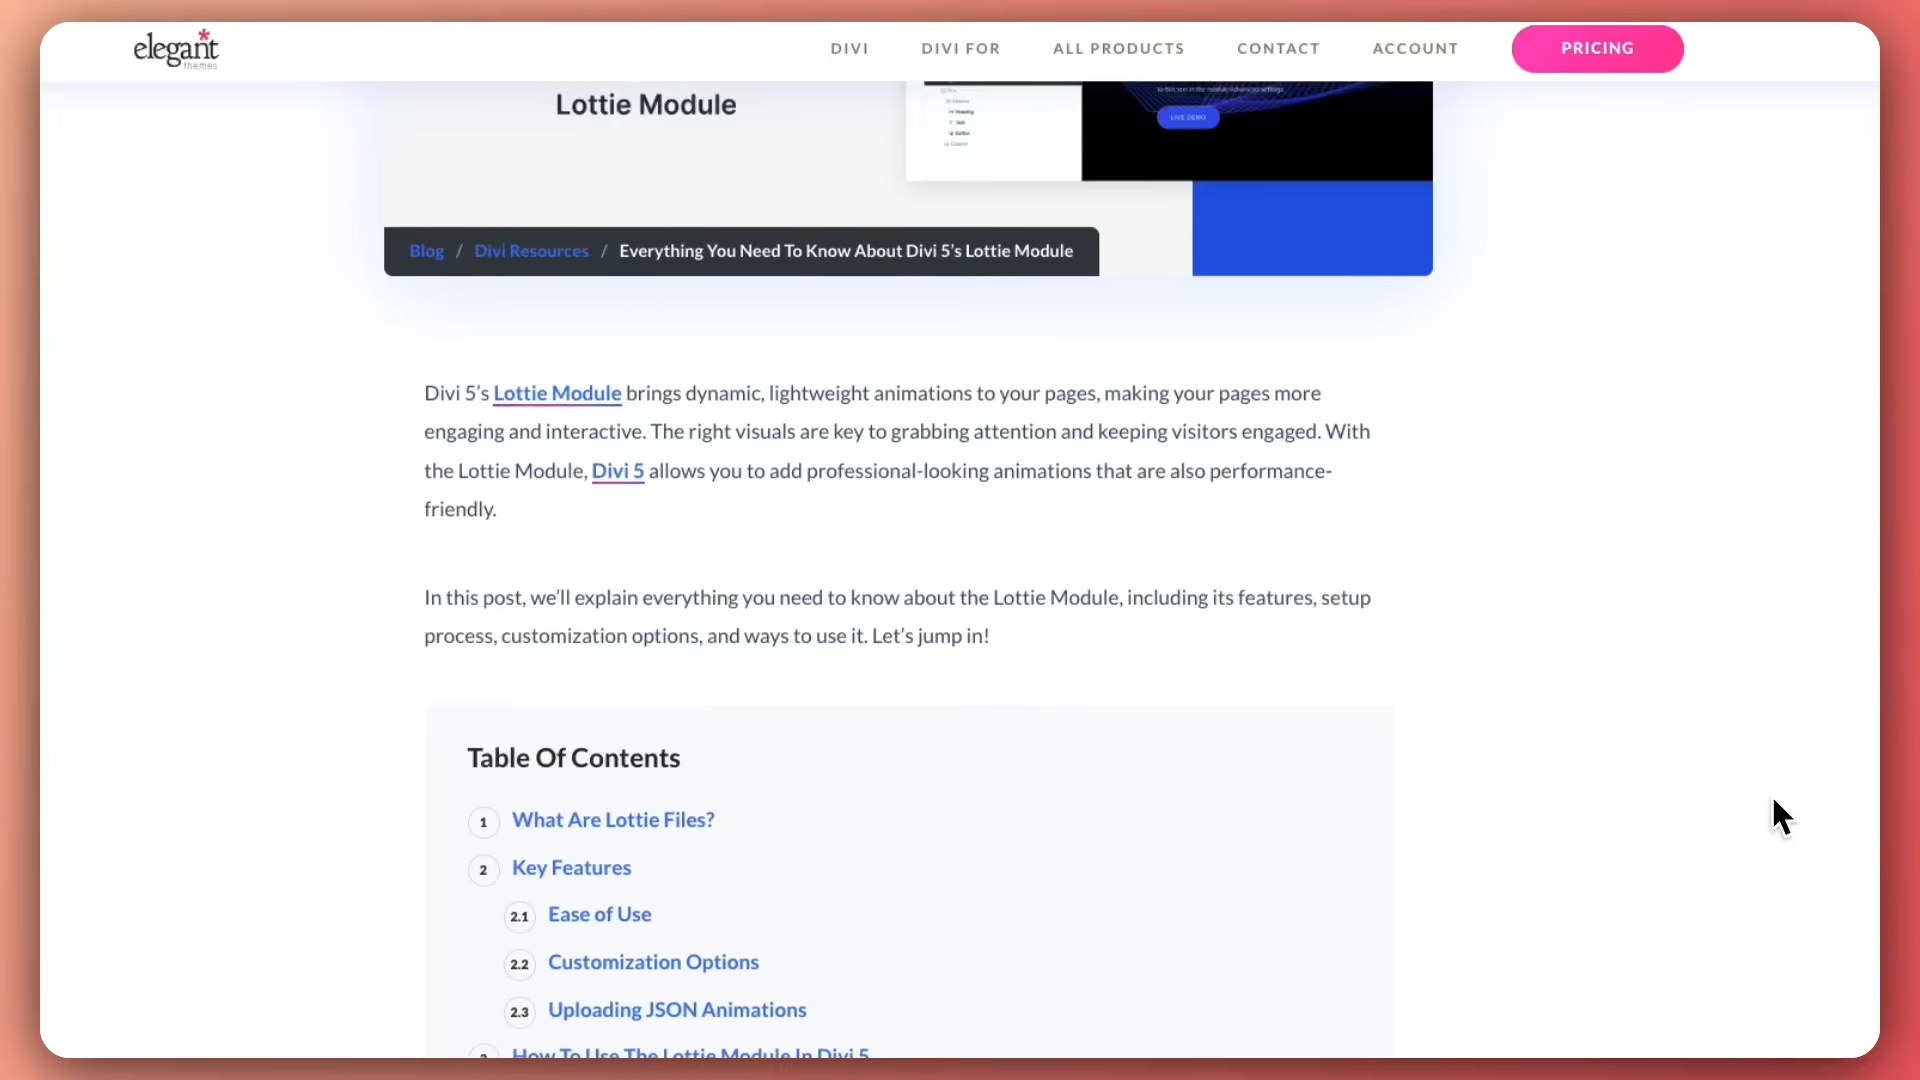 elegant
themes
DIVI
DIVI FOR
ALL PRODUCTS
CONTACT
ACCOUNT
PRICING
Lottie Module
LIVE DEMO
Blog / Divi Resources / Everything You Need To Know About Divi 5’s Lottie Module
Divi 5’s Lottie Module brings dynamic, lightweight animations to your pages, making your pages more
engaging and interactive. The right visuals are key to grabbing attention and keeping visitors engaged. With
the Lottie Module, Divi 5 allows you to add professional-looking animations that are also performance-
friendly.
In this post, we’ll explain everything you need to know about the Lottie Module, including its features, setup
process, customization options, and ways to use it. Let’s jump in!
Table Of Contents
1 What Are Lottie Files?
2 Key Features
2.1 Ease of Use
2.2 Customization Options
2.3 Uploading JSON Animations
3 How To Use The Lottie Module In Divi 5